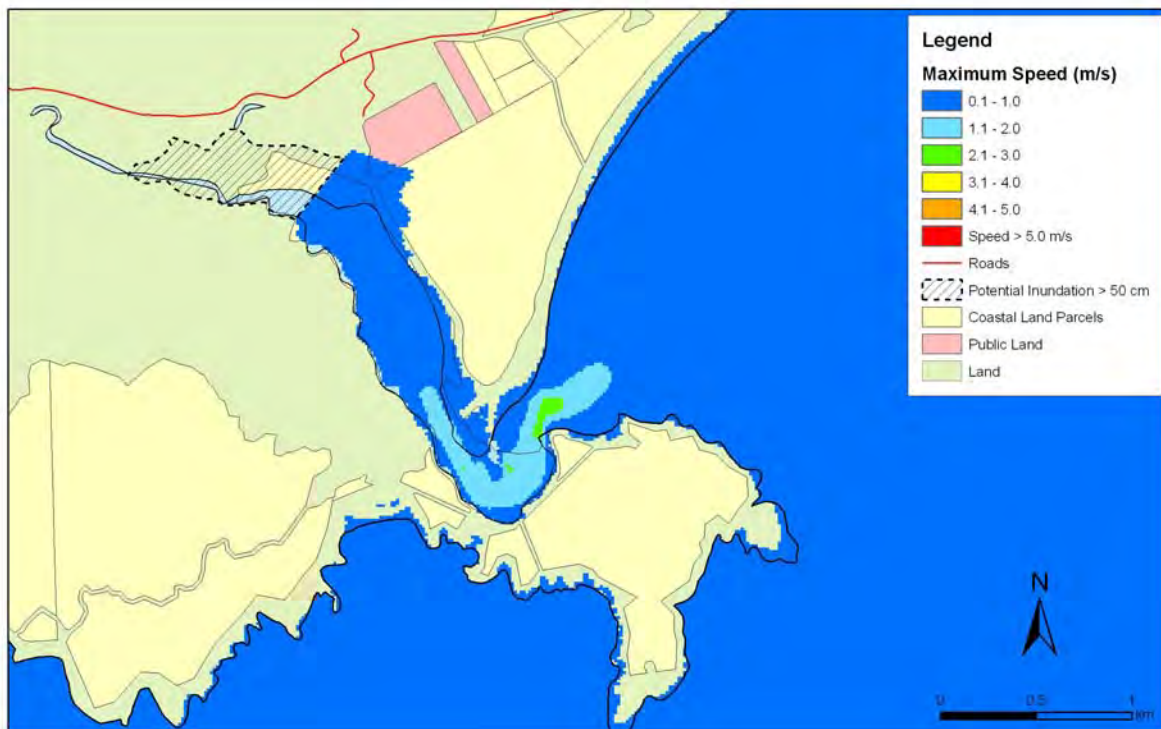 Legend
Maximum Speed (m/s)
0.1 - 1.0
1.1 - 2.0
2.1 - 3.0
3.1 - 4.0
4.1 - 5.0
Speed > 5.0 m/s
Roads
Potential Inundation > 50 cm
Coastal Land Parcels
Public Land
Land
N
0 0.5 1
km